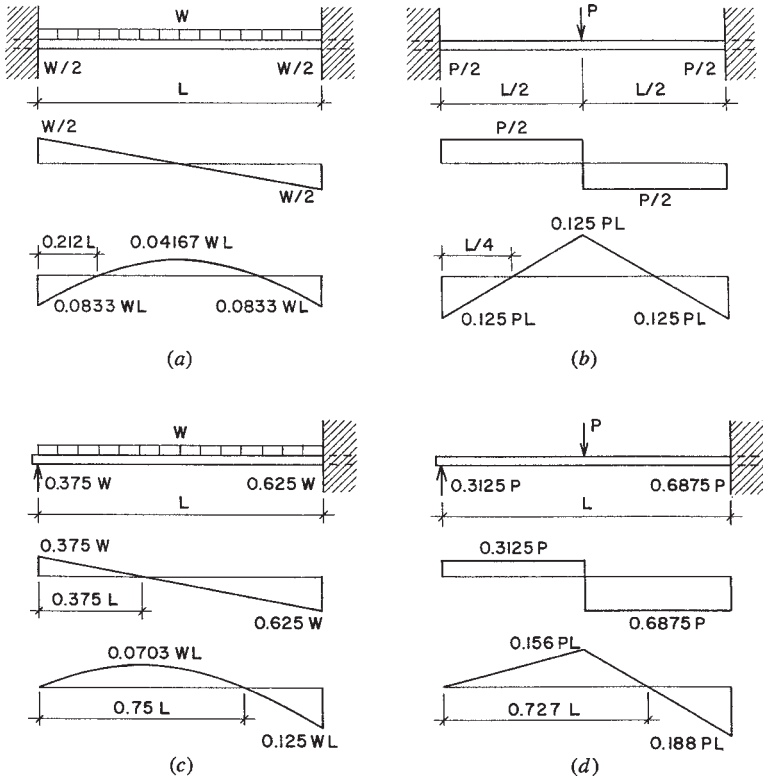 W
W/2 W/2
L
W/2
W/2
0.212 L 0.04167 WL
0.0833 WL 0.0833 WL
(a)
P
P/2 P/2
L/2 L/2
P/2
P/2
0.125 PL
L/4
0.125 PL 0.125 PL
(b)
W
0.375 W 0.625 W
L
0.375 W
0.375 L
0.625 W
0.0703 WL
0.75 L
0.125 WL
(c)
P
0.3125 P 0.6875 P
L
0.3125 P
0.6875 P
0.156 PL
0.727 L
0.188 PL
(d)